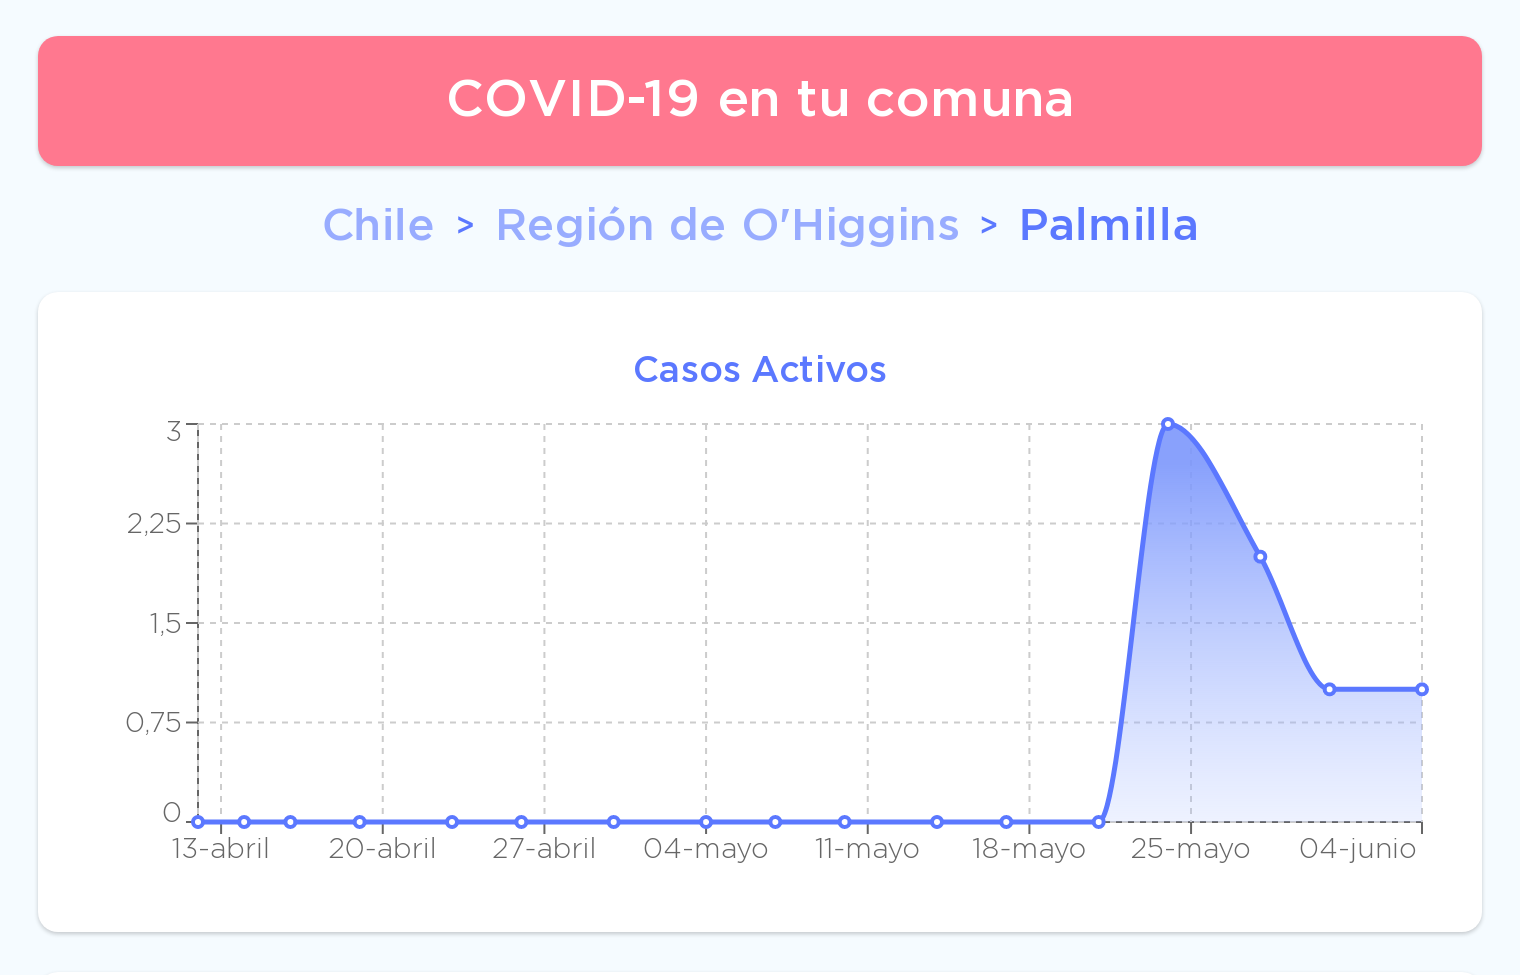 COVID-19 en tu comuna
Chile > Región de O'Higgins > Palmilla
Casos Activos
3
2,25
1,5
0,75
0
13-abril 20-abril 27-abril 04-mayo 11-mayo 18-mayo 25-mayo 04-junio